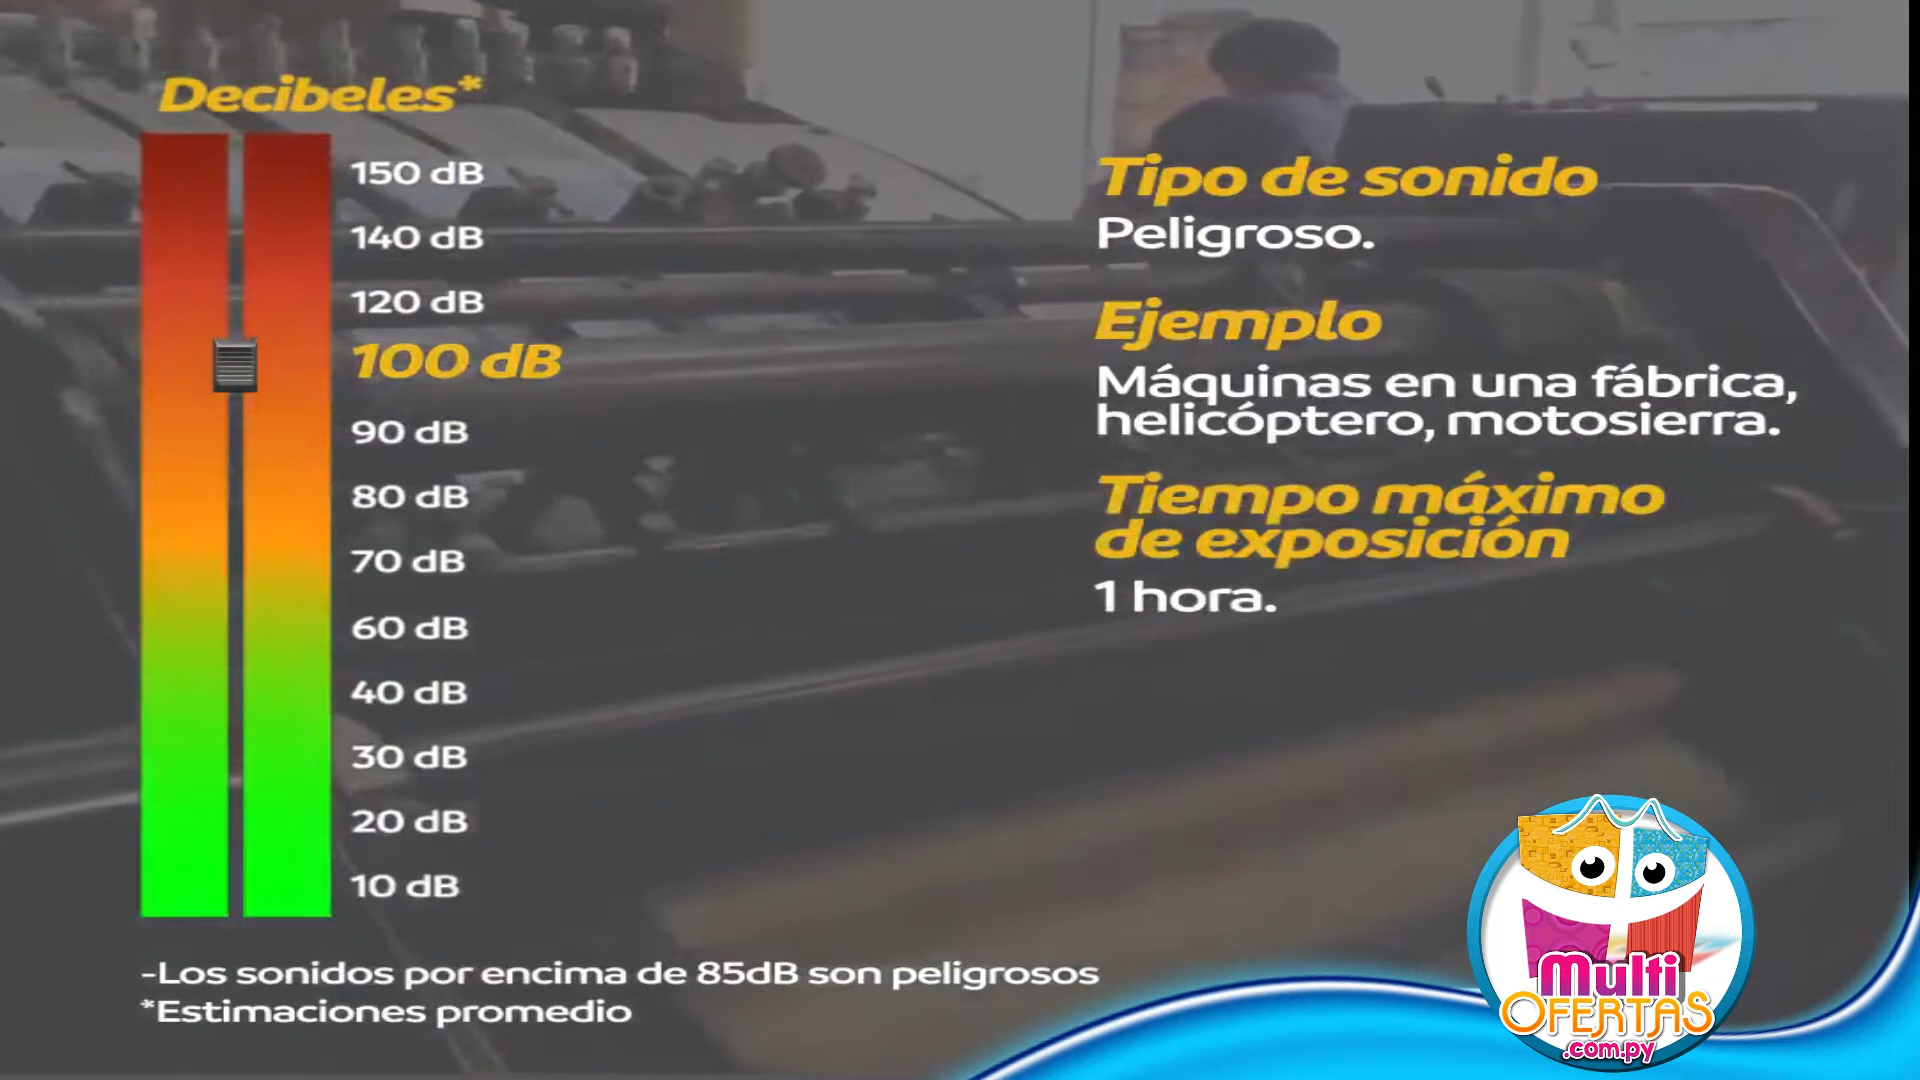 Decibeles*
150 dB
140 dB
120 dB
100 dB
90 dB
80 dB
70 dB
60 dB
40 dB
30 dB
20 dB
10 dB
-Los sonidos por encima de 85dB son peligrosos
*Estimaciones promedio
Tipo de sonido
Peligroso.
Ejemplo
Máquinas en una fábrica,
helicóptero, motosierra.
Tiempo máximo
de exposición
1 hora.
Multi
OFERTAS
.com.py